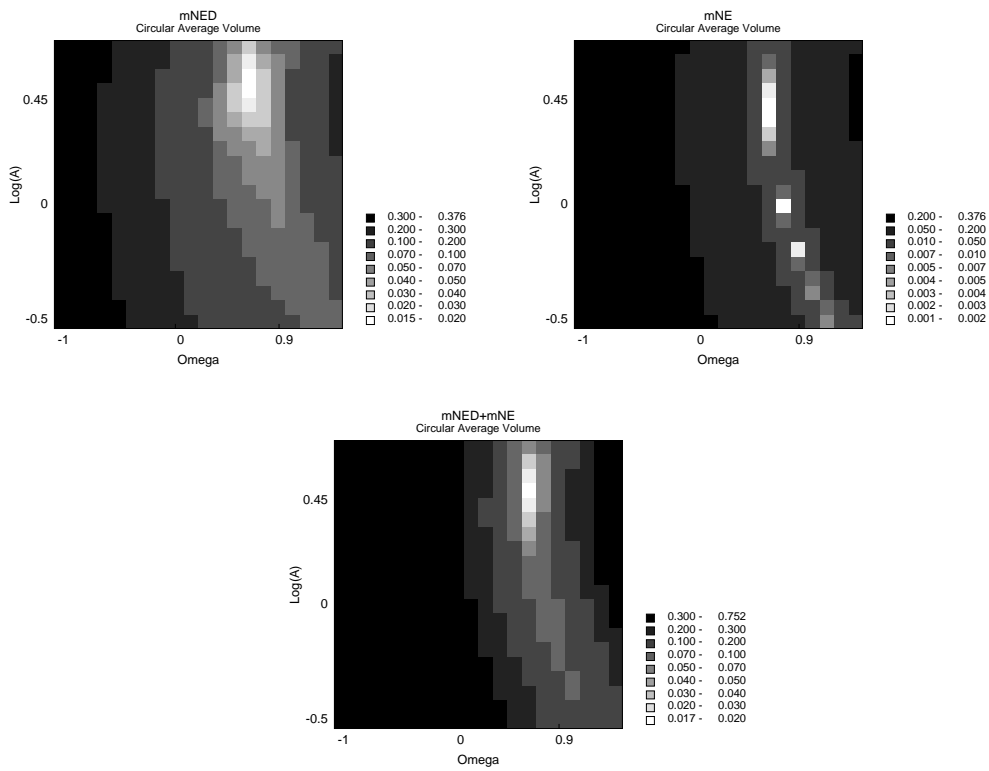 mNED
Circular Average Volume
0.45
0
-0.5
Log(A)
-1
0
0.9
Omega
0.300 - 0.376
0.200 - 0.300
0.100 - 0.200
0.070 - 0.100
0.050 - 0.070
0.040 - 0.050
0.030 - 0.040
0.020 - 0.030
0.015 - 0.020
mNE
Circular Average Volume
0.45
0
-0.5
Log(A)
-1
0
0.9
Omega
0.200 - 0.376
0.050 - 0.200
0.010 - 0.050
0.007 - 0.010
0.005 - 0.007
0.004 - 0.005
0.003 - 0.004
0.002 - 0.003
0.001 - 0.002
mNED+mNE
Circular Average Volume
0.45
0
-0.5
Log(A)
-1
0
0.9
Omega
0.300 - 0.752
0.200 - 0.300
0.100 - 0.200
0.070 - 0.100
0.050 - 0.070
0.040 - 0.050
0.030 - 0.040
0.020 - 0.030
0.017 - 0.020